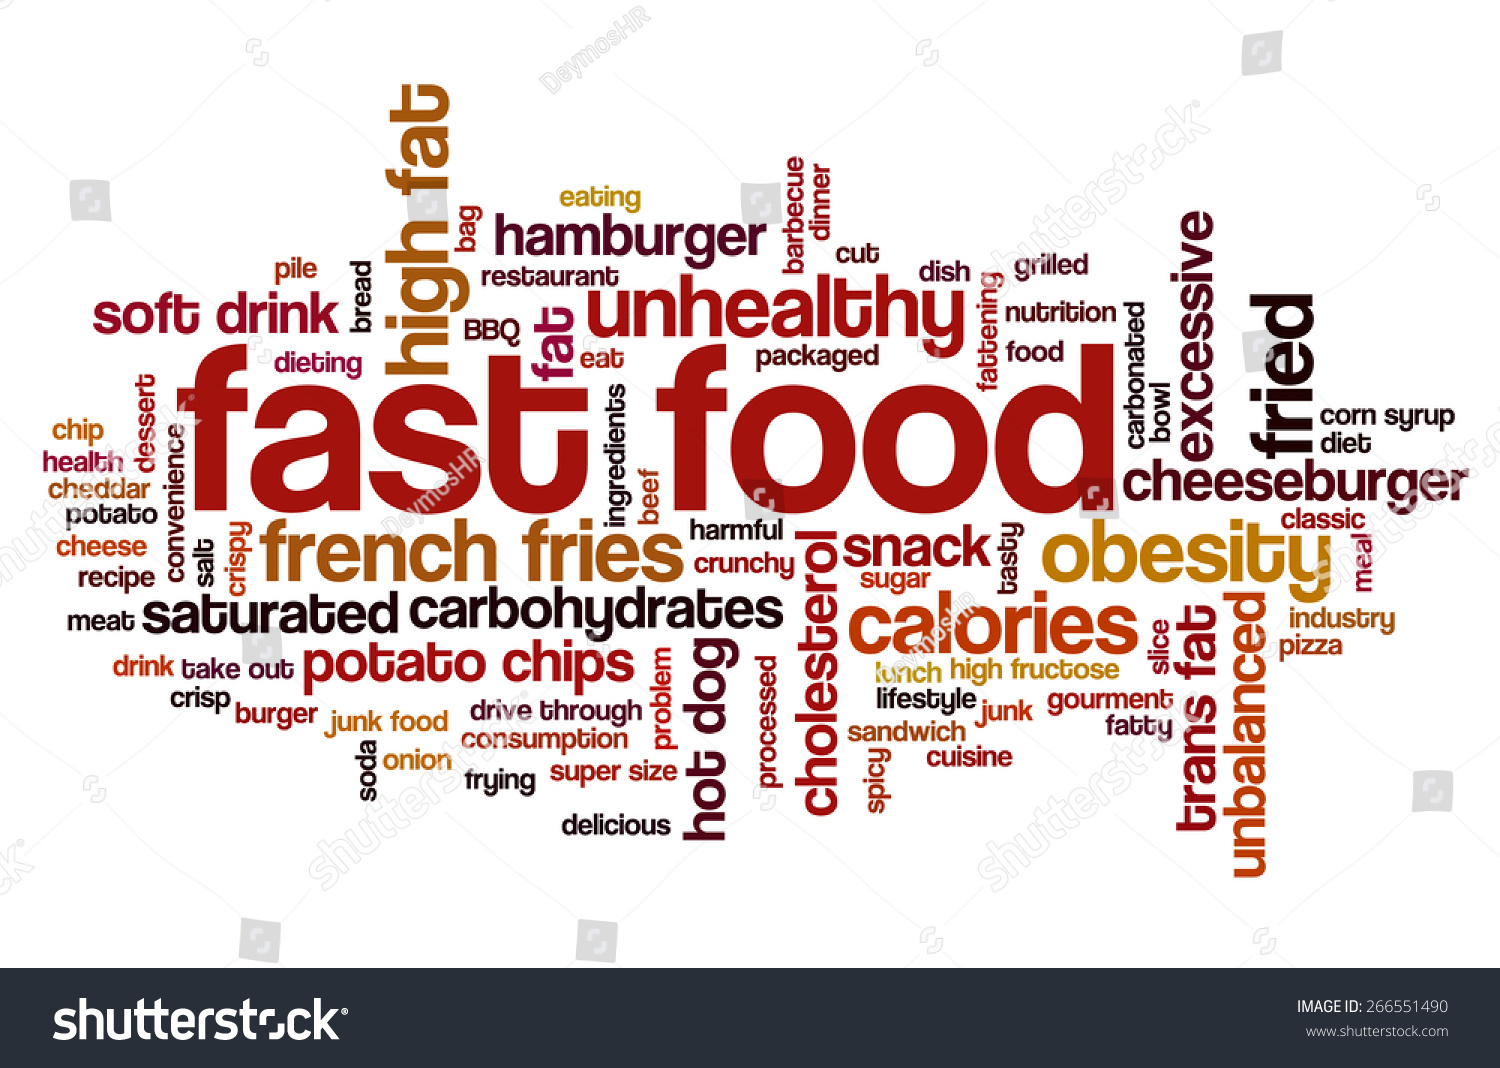 DeymosHR
high fat
barbecue
dinner
eating
bag
hamburger
excessive
cut
pile
bread
restaurant
dish
grilled
fattening
unhealthy
soft drink
fried
nutrition
carbonated
BBQ
fat
dieting
eat
packaged
food
fast food
dessert
ingredients
bowl
corn syrup
chip
convenience
diet
health
cheddar
beef
cheeseburger
potato
classic
crispy
french fries
harmful
cholesterol
snack
tasty
obesity
meal
cheese
salt
crunchy
recipe
sugar
meat
saturated
carbohydrates
calories
slice
trans fat
unbalanced
industry
pizza
drink
take out
potato chips
problem
hot dog
processed
lunch
high fructose
crisp
burger
junk food
drive through
lifestyle
junk
gourment
fatty
consumption
sandwich
soda
onion
frying
super size
spicy
cuisine
delicious
shutterstock
shutterstock
shutterstock
DeymosHR
DeymosHR
shutterstock®
IMAGE ID: 266551490
www.shutterstock.com